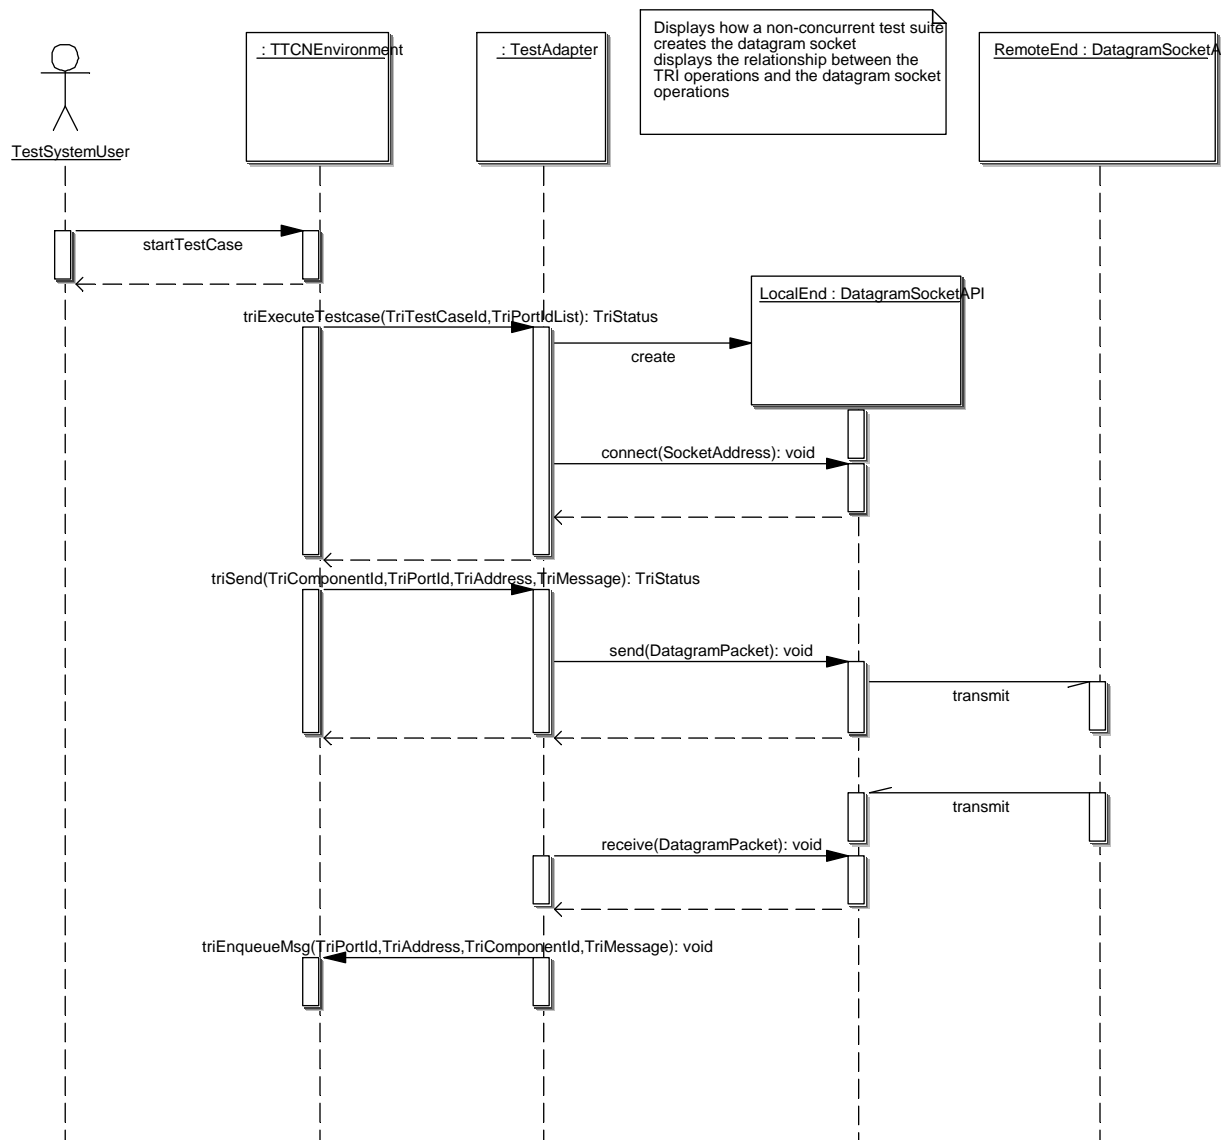 Displays how a non-concurrent test suite
creates the datagram socket
displays the relationship between the
TRI operations and the datagram socket
operations
: TTCNEnvironment
: TestAdapter
RemoteEnd : DatagramSocketA
TestSystemUser
startTestCase
LocalEnd : DatagramSocketAPI
triExecuteTestcase(TriTestCaseId,TriPortIdList): TriStatus
create
connect(SocketAddress): void
triSend(TriComponentId,TriPortId,TriAddress,TriMessage): TriStatus
send(DatagramPacket): void
transmit
transmit
receive(DatagramPacket): void
triEnqueueMsg(TriPortId,TriAddress,TriComponentId,TriMessage): void